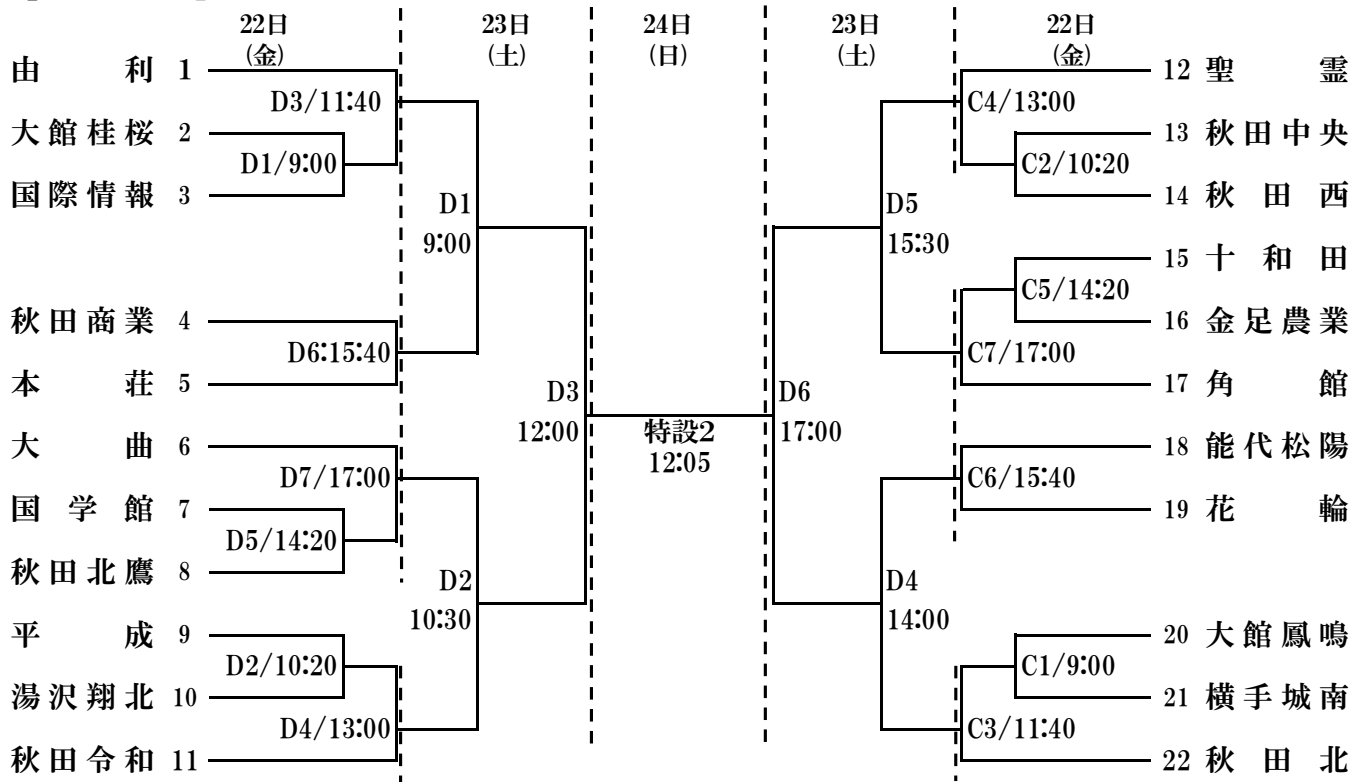 22日 23日 24日 23日 22日
(金) (土) (日) (土) (金)
由利 1
D3/11:40
大館桂桜 2
D1/9:00
国際情報 3
D1
9:00
秋田商業 4
D6:15:40
本荘 5
D3
12:00
大曲 6
D7/17:00
国学館 7
D5/14:20
秋田北鷹 8
D2
10:30
平成 9
D2/10:20
湯沢翔北 10
D4/13:00
秋田令和 11
特設2
12:05
12 聖霊
C4/13:00
13 秋田中央
C2/10:20
14 秋田西
D5
15:30
15 十和田
C5/14:20
16 金足農業
C7/17:00
17 角館
D6
17:00
18 能代松陽
C6/15:40
19 花輪
D4
14:00
20 大館鳳鳴
C1/9:00
21 横手城南
C3/11:40
22 秋田北